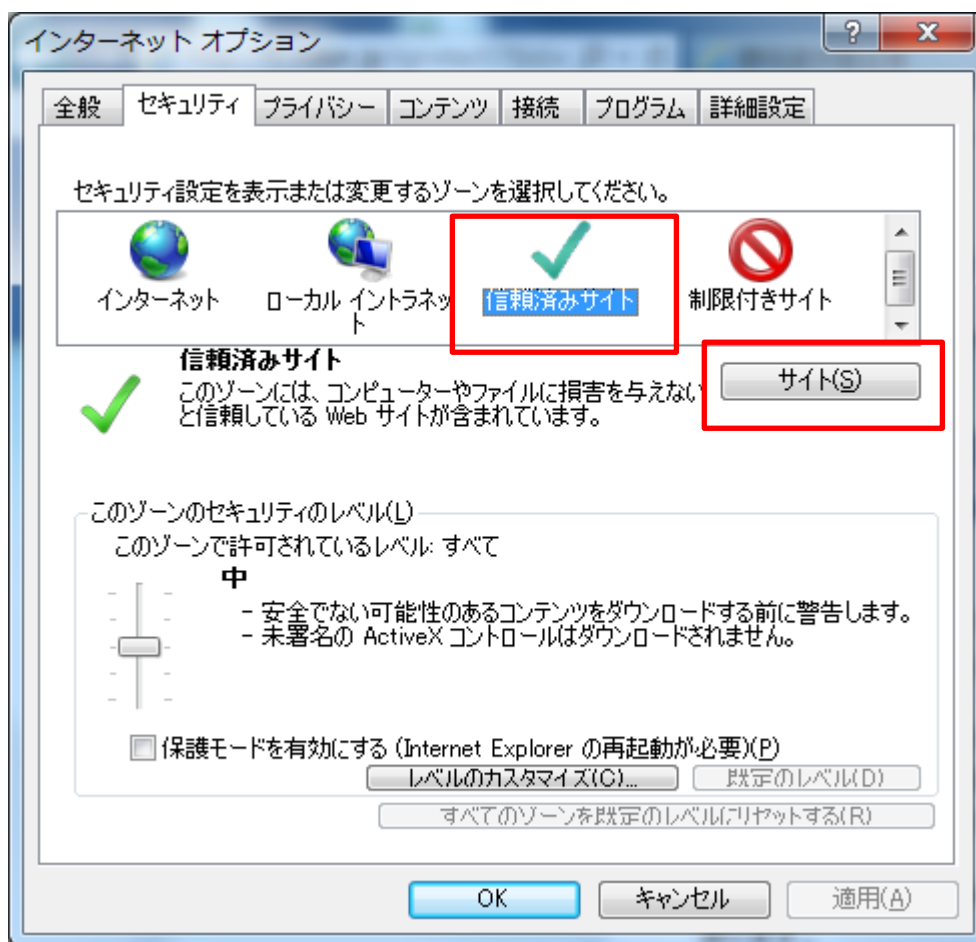 インターネット オプション
全般 セキュリティ プライバシー コンテンツ 接続 プログラム 詳細設定
セキュリティ設定を表示または変更するゾーンを選択してください。
インターネット
ローカル イントラネッ
ト
信頼済みサイト
制限付きサイト
信頼済みサイト
このゾーンには、コンピューターやファイルに損害を与えない
と信頼している Web サイトが含まれています。
サイト(S)
このゾーンのセキュリティのレベル(L)
このゾーンで許可されているレベル: すべて
中
- 安全でない可能性のあるコンテンツをダウンロードする前に警告します。
- 未署名の ActiveX コントロールはダウンロードされません。
保護モードを有効にする (Internet Explorer の再起動が必要)(P)
レベルのカスタマイズ(C)... 既定のレベル(D)
すべてのゾーンを既定のレベルにリセットする(R)
OK キャンセル 適用(A)